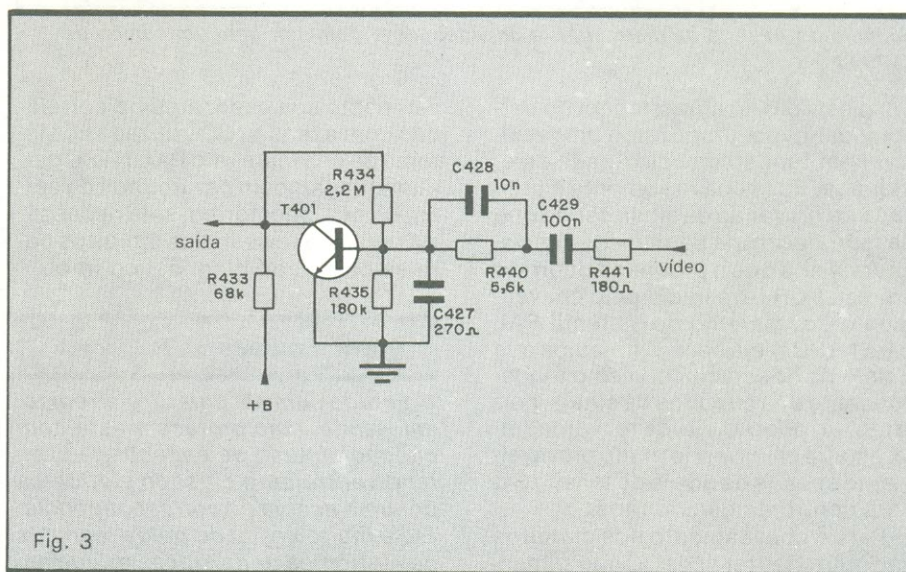 R434
2,2M
C428
10n
C429
100n
T401
saída
vídeo
R433
68k
R435
180k
R440
5,6k
R441
180Ω
C427
270Ω
+B
Fig. 3